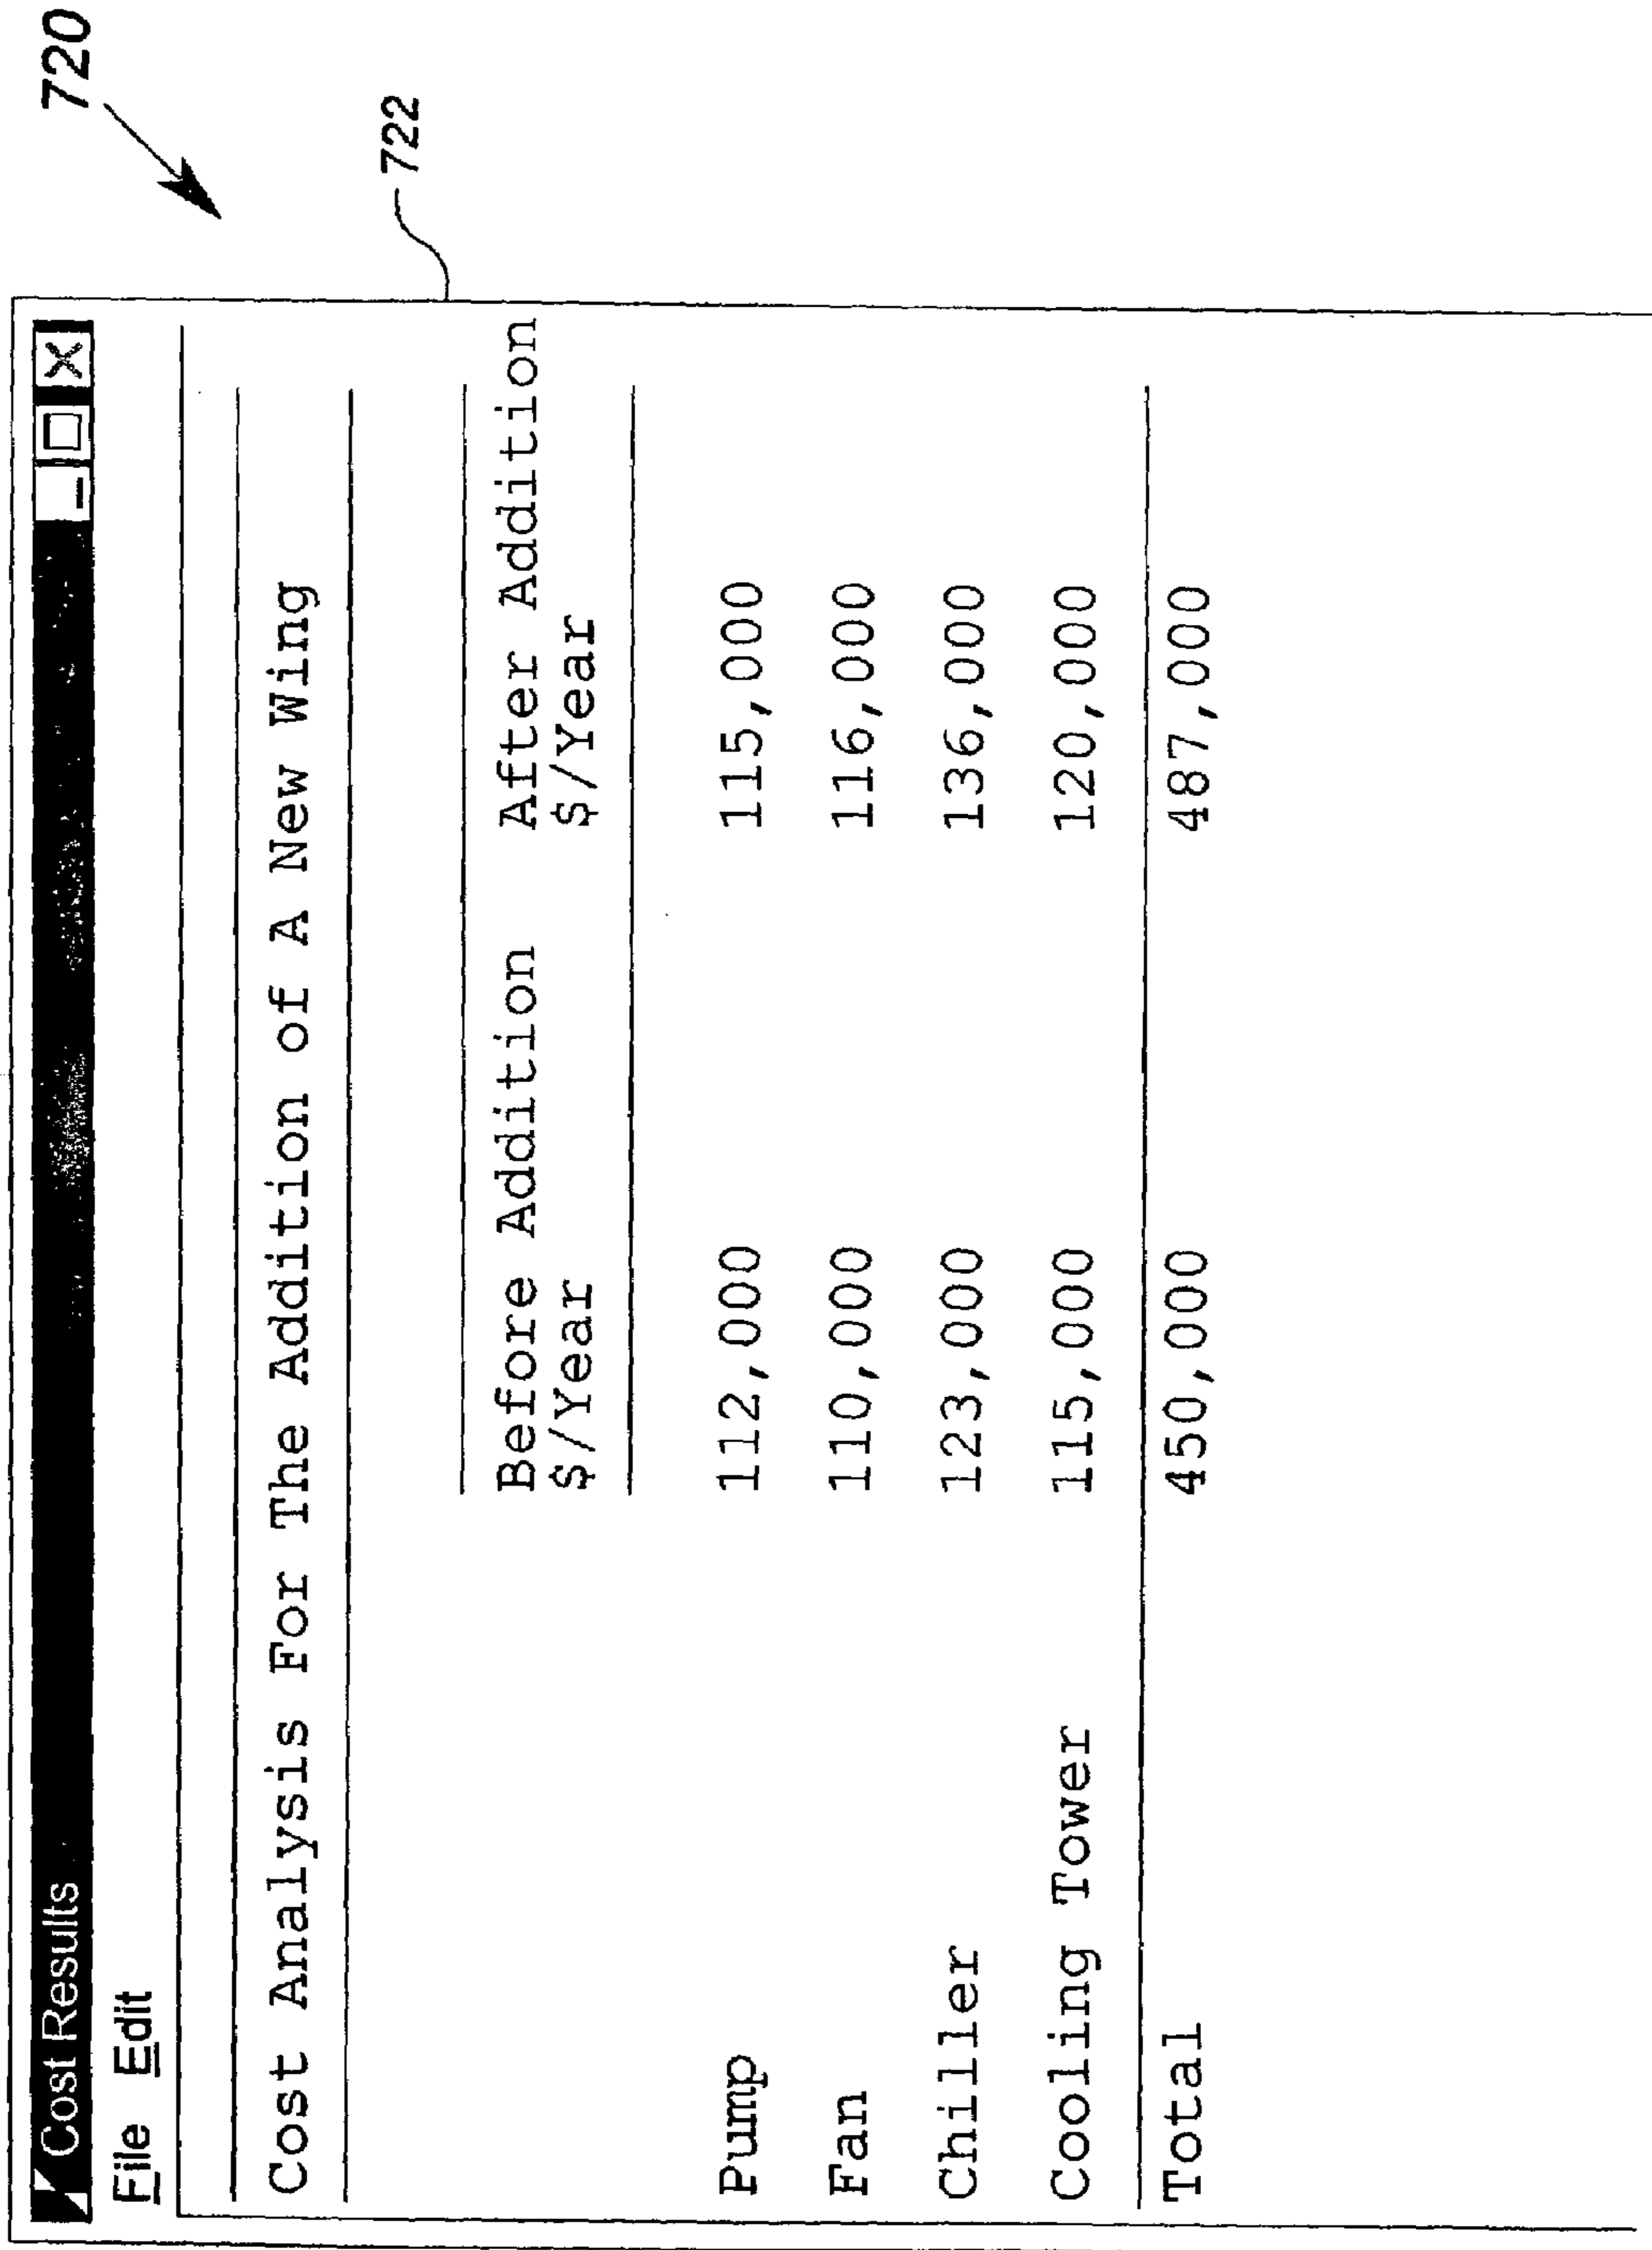 720
Cost Results
File Edit
722
Cost Analysis For The Addition of A New Wing
Before Addition After Addition
$/Year $/Year
Pump 112,000 115,000
Fan 110,000 116,000
Chiller 123,000 136,000
Cooling Tower 115,000 120,000
Total 450,000 487,000